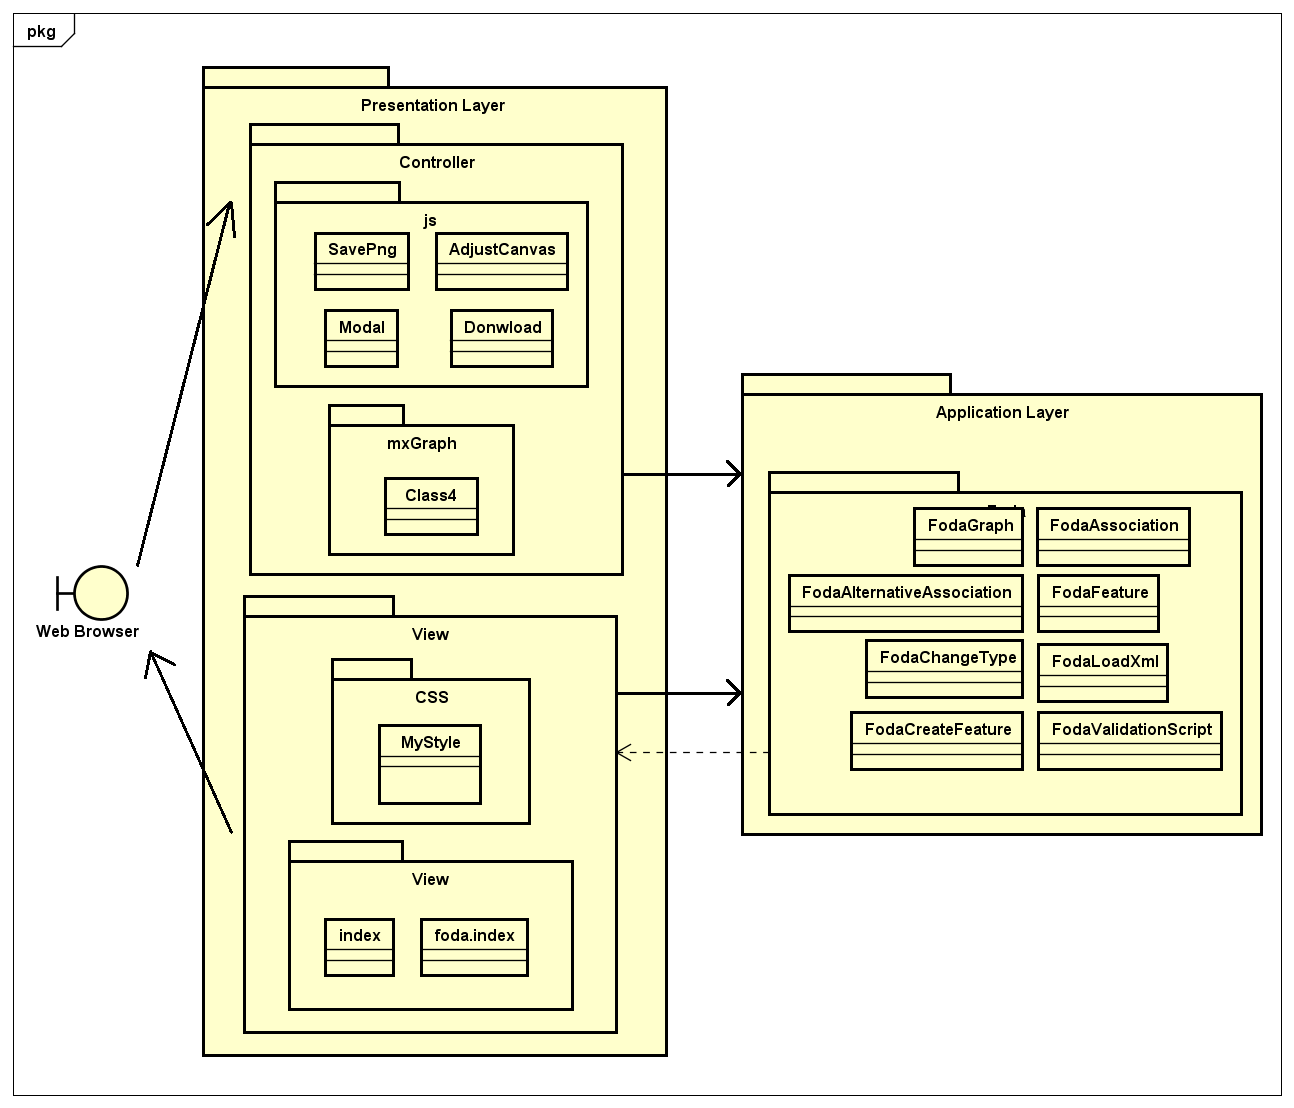 pkg
Presentation Layer
Controller
js
SavePng
AdjustCanvas
Modal
Donwload
mxGraph
Class4
Web Browser
View
CSS
MyStyle
View
index
foda.index
Application Layer
FodaGraph
FodaAssociation
FodaAlternativeAssociation
FodaFeature
FodaChangeType
FodaLoadXml
FodaCreateFeature
FodaValidationScript